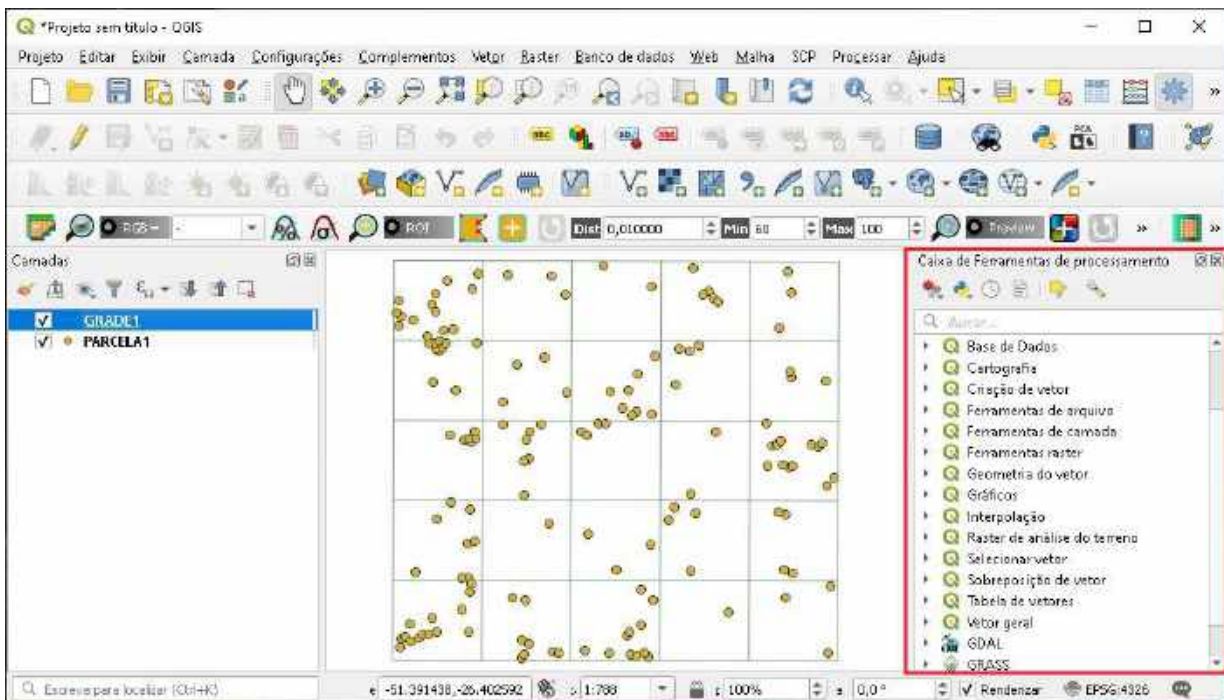 *Projeto sem título - QGIS
Projeto Editar Exibir Camada Configurações Complementos Vetor Raster Banco de dados Web Malha SCP Processar Ajuda
RGB = - ROI Dist 0,010000 Min 60 Max 100 Preview
Camadas
GRADE1
PARCELA1
Caixa de Ferramentas de processamento
Base de Dados
Cartografia
Criação de vetor
Ferramentas de arquivo
Ferramentas de camada
Ferramentas raster
Geometria do vetor
Gráficos
Interpolação
Raster de análise do terreno
Selecionar vetor
Sobreposição de vetor
Tabela de vetores
Vetor geral
GDAL
GRASS
Escreva para localizar (Ctrl+K) -51.391438,-26.402592 1:788 100% 0,0 ° Renderizar EPSG:4326